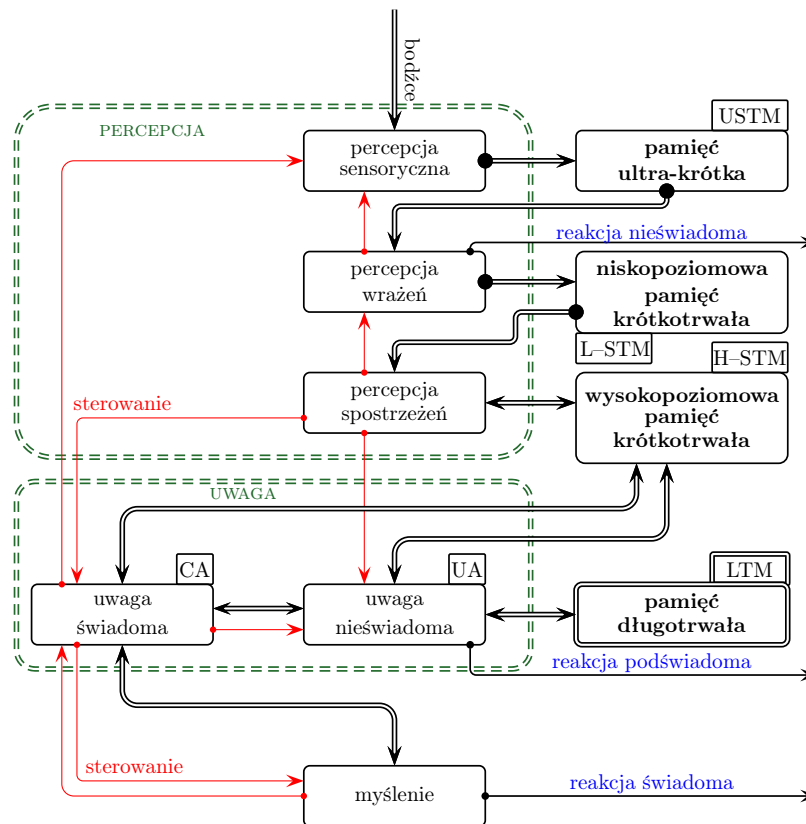 bodźce
PERCEPCJA
USTM
percepcja
sensoryczna
pamięć
ultra-krótka
reakcja nieświadoma
percepcja
wrażeń
niskopoziomowa
pamięć
krótkotrwała
L–STM
H–STM
percepcja
spostrzeżeń
sterowanie
wysokopoziomowa
pamięć
krótkotrwała
UWAGA
CA
UA
LTM
uwaga
świadoma
uwaga
nieświadoma
pamięć
długotrwała
reakcja podświadoma
sterowanie
myślenie
reakcja świadoma